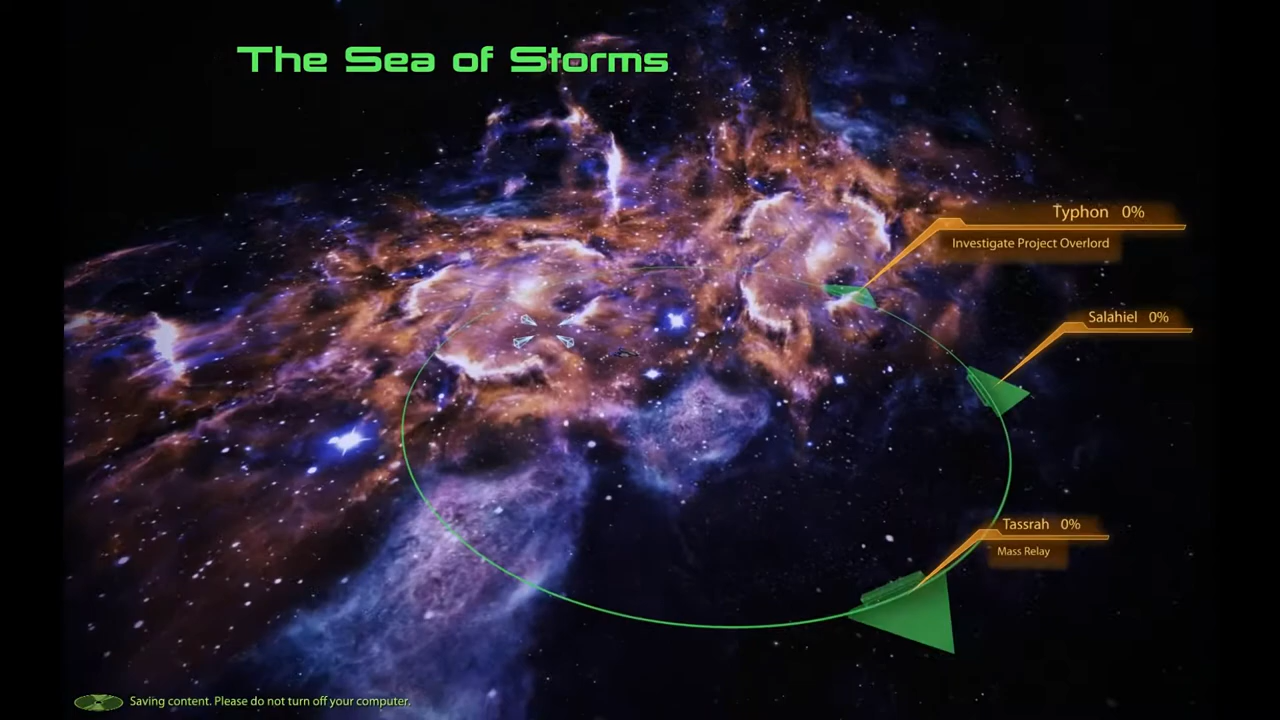 The Sea of Storms
Typhon 0%
Investigate Project Overlord
Salahiel 0%
Tassrah 0%
Mass Relay
Saving content. Please do not turn off your computer.